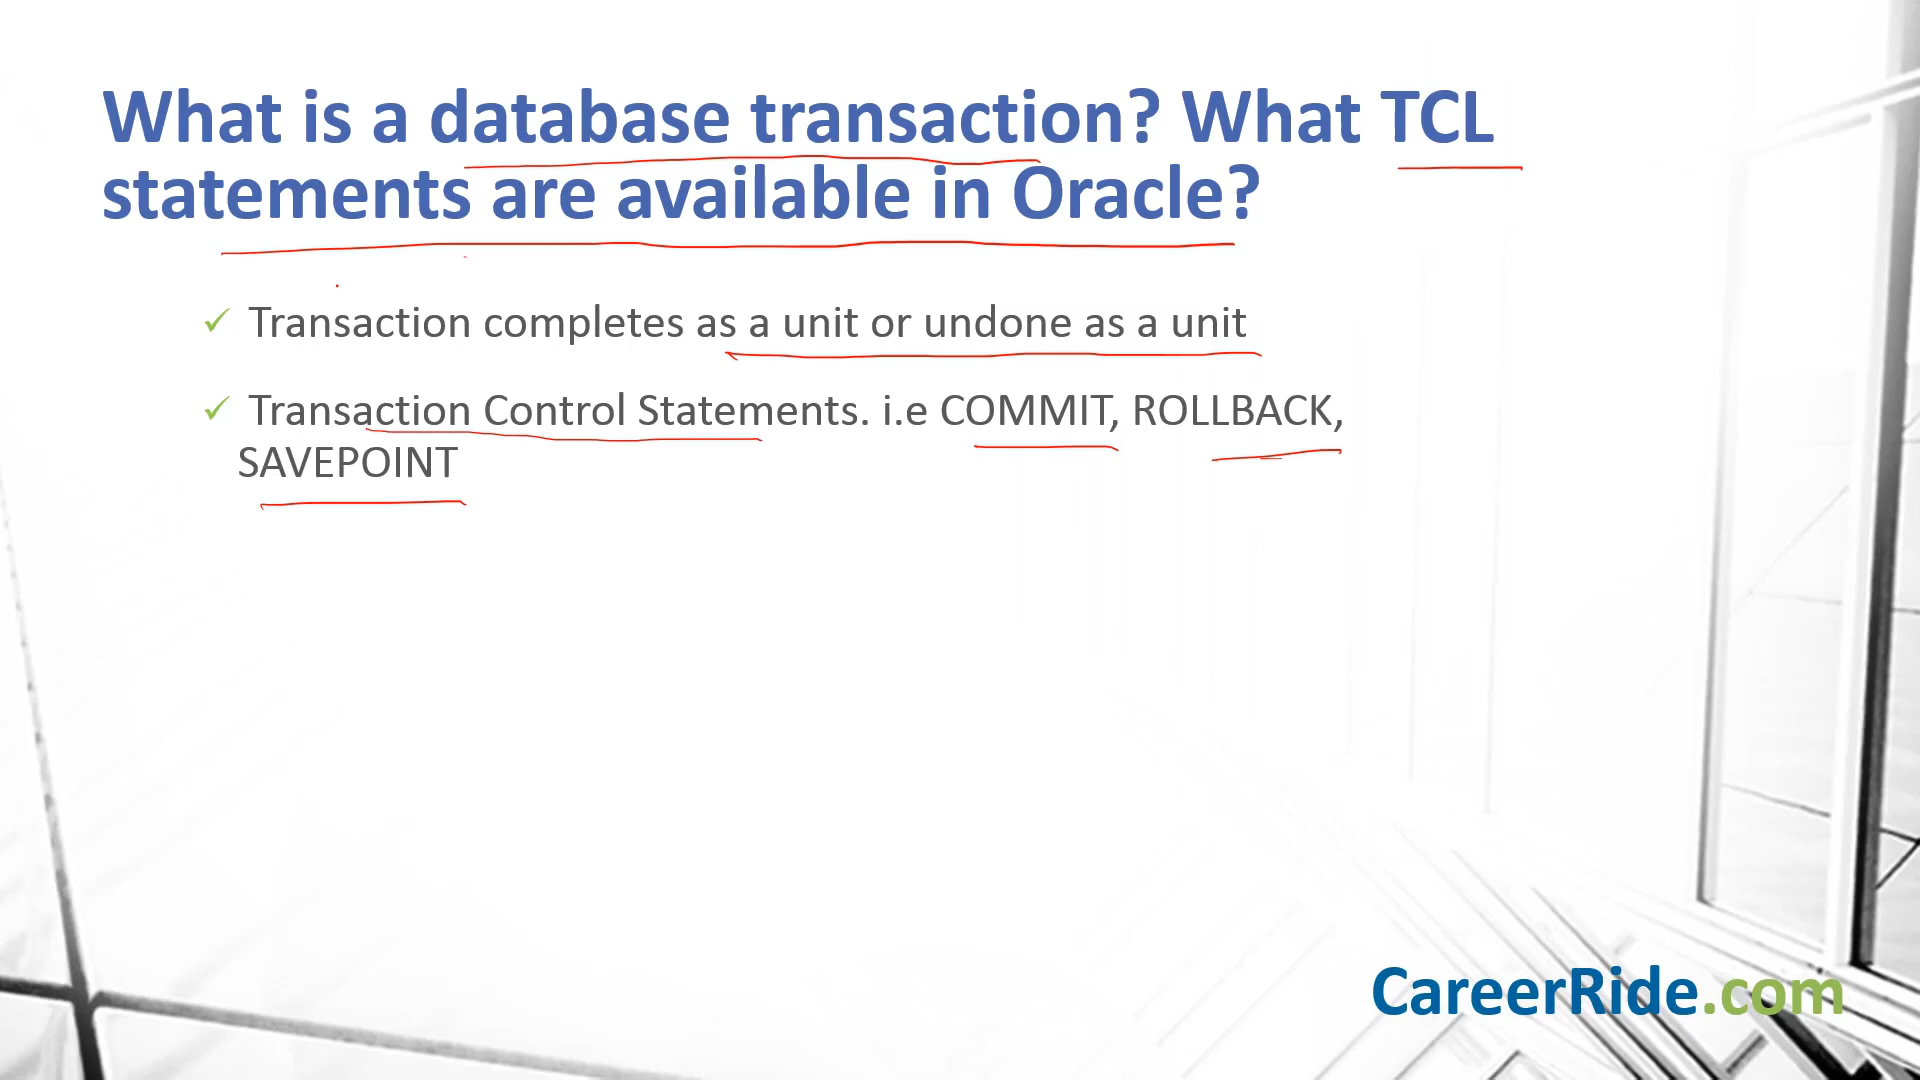 What is a database transaction? What TCL
statements are available in Oracle?
✓ Transaction completes as a unit or undone as a unit
✓ Transaction Control Statements. i.e COMMIT, ROLLBACK,
SAVEPOINT
CareerRide.com